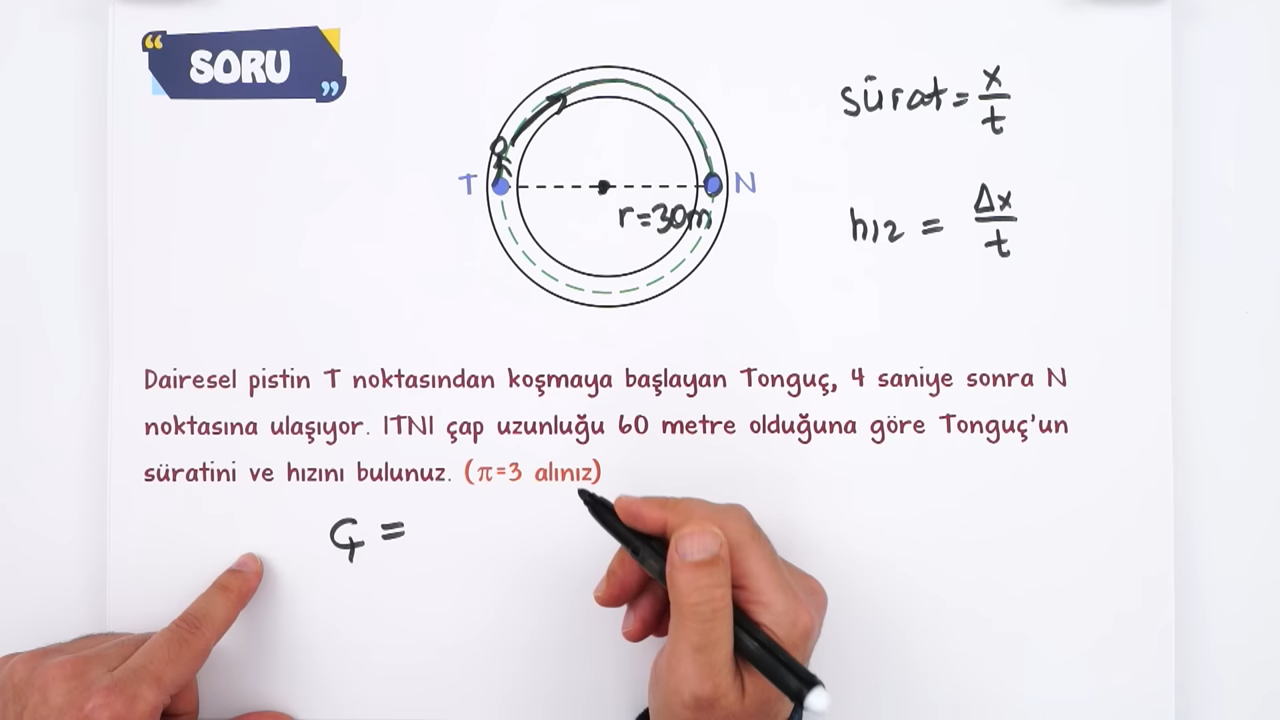 “ SORU ”
T
N
r=30m
sürat = x/t
hız = Δx/t
Dairesel pistin T noktasından koşmaya başlayan Tonguç, 4 saniye sonra N
noktasına ulaşıyor. ITNI çap uzunluğu 60 metre olduğuna göre Tonguç'un
süratini ve hızını bulunuz. (π=3 alınız)
Ç =